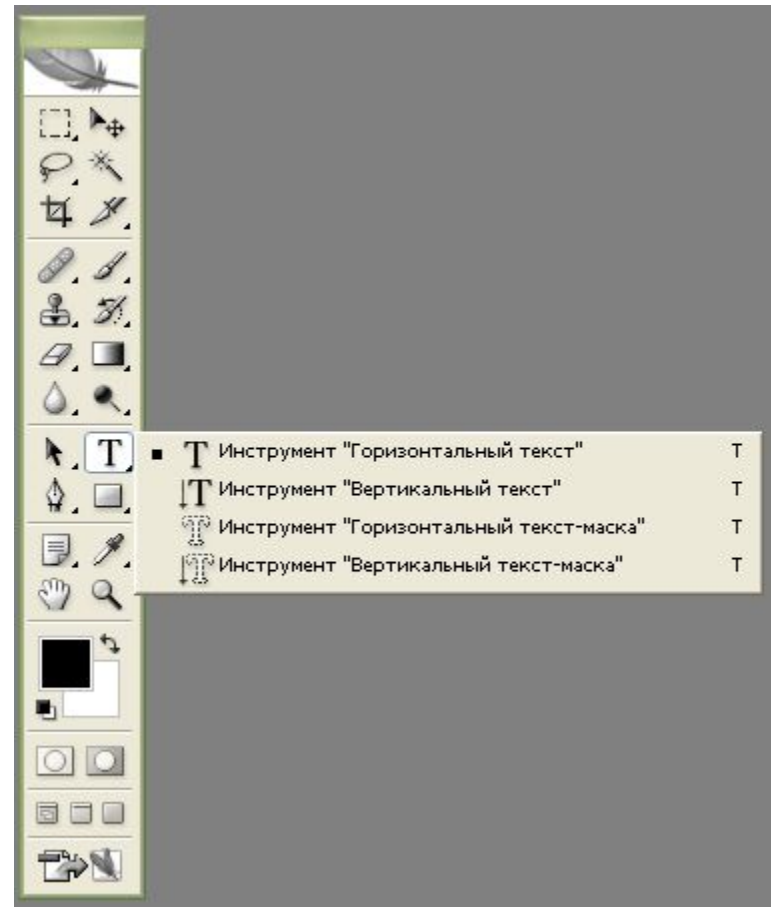 Инструмент "Горизонтальный текст" T
Инструмент "Вертикальный текст" T
Инструмент "Горизонтальный текст-маска" T
Инструмент "Вертикальный текст-маска" T